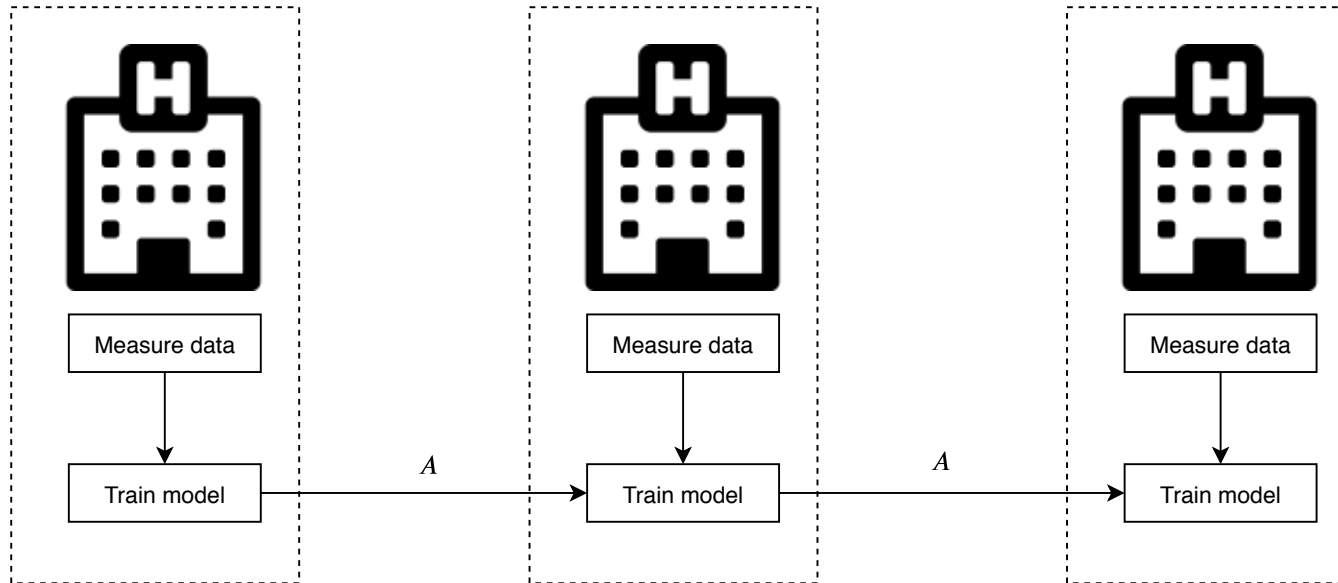 H
H
H
Measure data
Measure data
Measure data
A
A
Train model
Train model
Train model